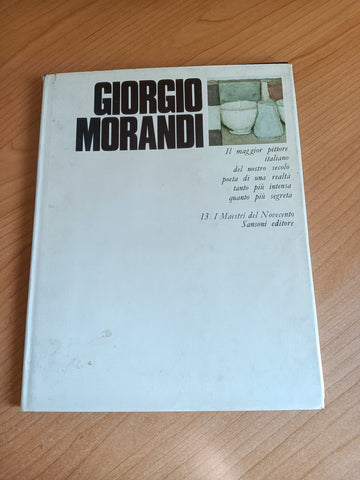 GIORGIO
MORANDI
Il maggior pittore
italiano
del nostro secolo
poeta di una realtà
tanto più intensa
quanto più segreta
13 / I Maestri del Novecento
Sansoni editore